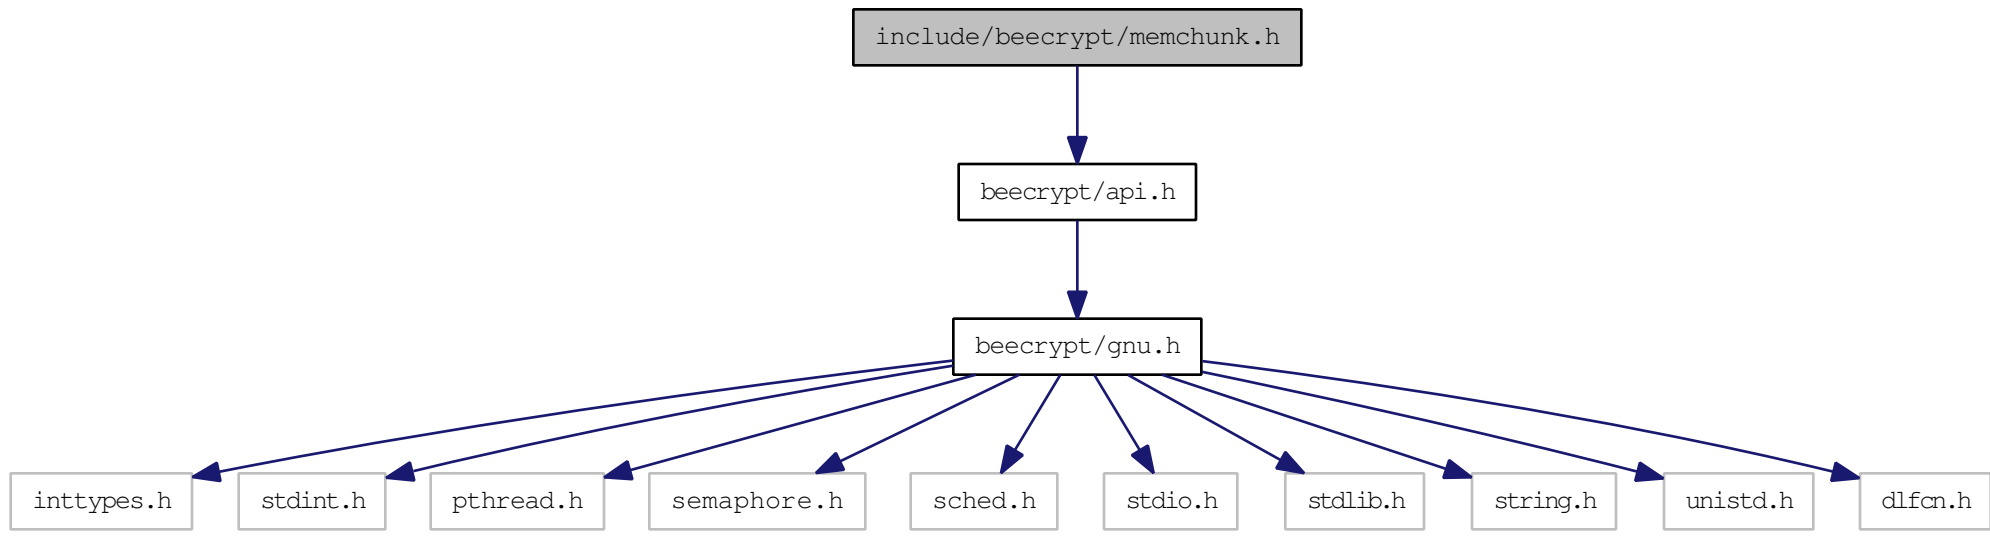 include/beecrypt/memchunk.h
beecrypt/api.h
beecrypt/gnu.h
inttypes.h
stdint.h
pthread.h
semaphore.h
sched.h
stdio.h
stdlib.h
string.h
unistd.h
dlfcn.h